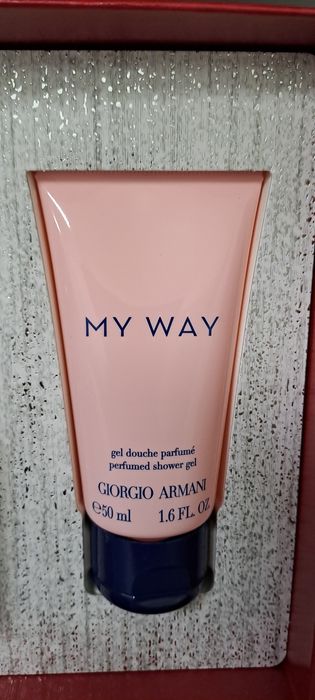 MY WAY
gel douche parfumé
perfumed shower gel
GIORGIO ARMANI
℮50 ml 1.6 FL. OZ.